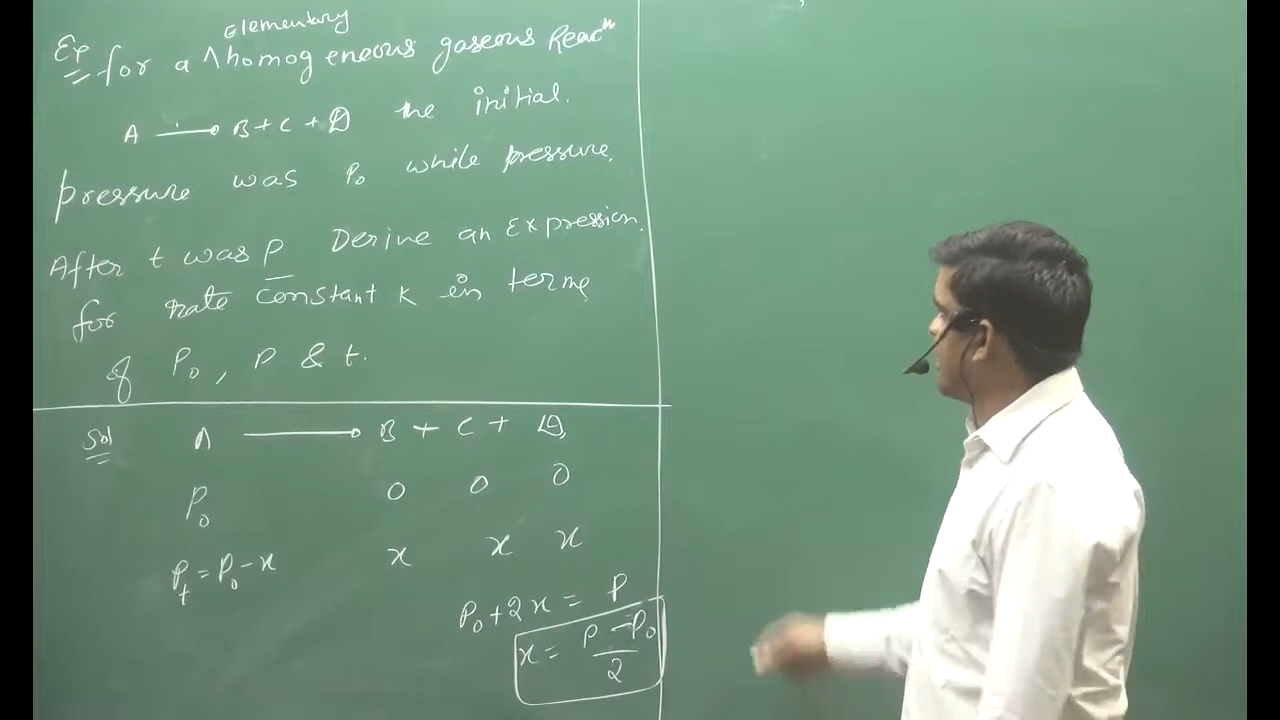 Elementary
Ex for a ∧ homogeneous gaseous Reacⁿ
A ⟶ B + C + D the initial.
pressure was P₀ while pressure.
After t was P Derive an Expression.
for rate constant K in terms
of P₀, P & t.
Sol A ⟶ B + C + D,
P₀ 0 0 0
Pₜ = P₀ - x x x x
P₀ + 2x = P
x = (P - P₀)/2